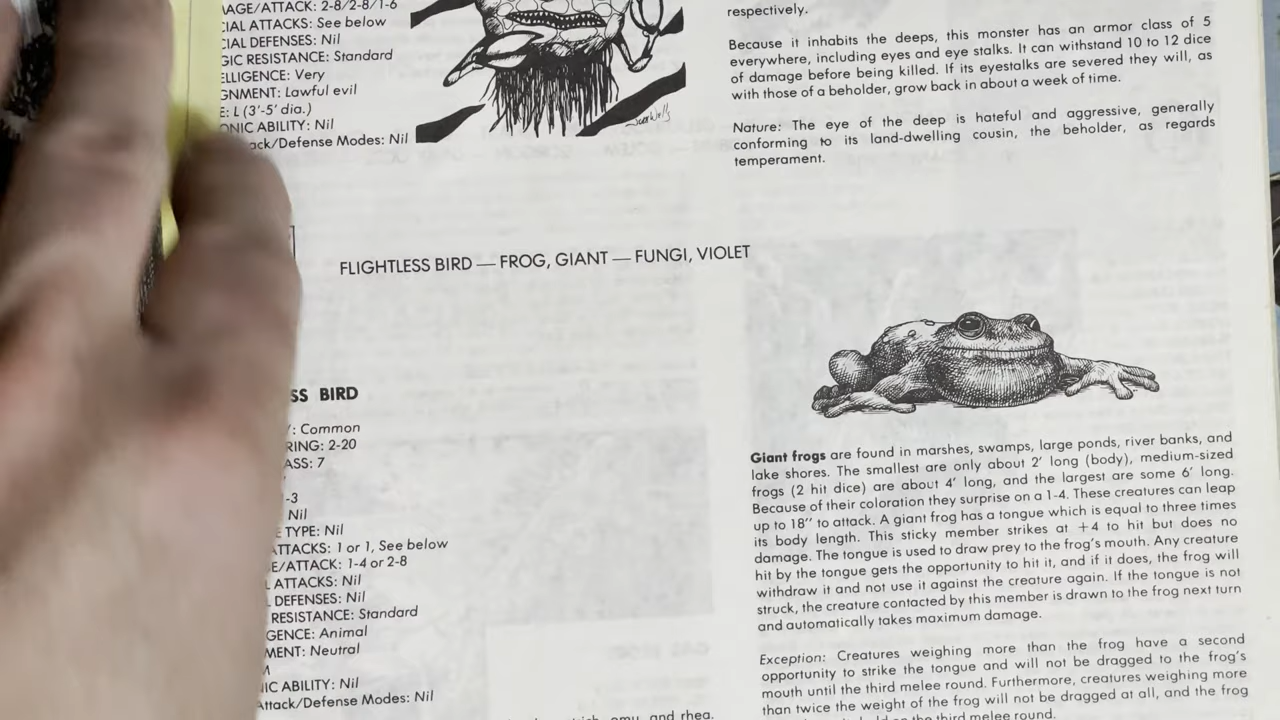 AGE/ATTACK: 2-8/2-8/1-6
IAL ATTACKS: See below
IAL DEFENSES: Nil
IC RESISTANCE: Standard
ELLIGENCE: Very
GNMENT: Lawful evil
E: L (3'-5' dia.)
ONIC ABILITY: Nil
ack/Defense Modes: Nil
respectively.
Because it inhabits the deeps, this monster has an armor class of 5
everywhere, including eyes and eye stalks. It can withstand 10 to 12 dice
of damage before being killed. If its eyestalks are severed they will, as
with those of a beholder, grow back in about a week of time.
Nature: The eye of the deep is hateful and aggressive, generally
conforming to its land-dwelling cousin, the beholder, as regards
temperament.
FLIGHTLESS BIRD — FROG, GIANT — FUNGI, VIOLET
SS BIRD
: Common
RING: 2-20
ASS: 7
-3
Nil
E TYPE: Nil
TTACKS: 1 or 1, See below
E/ATTACK: 1-4 or 2-8
L ATTACKS: Nil
DEFENSES: Nil
RESISTANCE: Standard
GENCE: Animal
MENT: Neutral
M
IC ABILITY: Nil
Attack/Defense Modes: Nil
emu, and rhea.
Giant frogs are found in marshes, swamps, large ponds, river banks, and
lake shores. The smallest are only about 2' long (body), medium-sized
frogs (2 hit dice) are about 4' long, and the largest are some 6' long.
Because of their coloration they surprise on a 1-4. These creatures can leap
up to 18" to attack. A giant frog has a tongue which is equal to three times
its body length. This sticky member strikes at +4 to hit but does no
damage. The tongue is used to draw prey to the frog's mouth. Any creature
hit by the tongue gets the opportunity to hit it, and if it does, the frog will
withdraw it and not use it against the creature again. If the tongue is not
struck, the creature contacted by this member is drawn to the frog next turn
and automatically takes maximum damage.
Exception: Creatures weighing more than the frog have a second
opportunity to strike the tongue and will not be dragged to the frog's
mouth until the third melee round. Furthermore, creatures weighing more
than twice the weight of the frog will not be dragged at all, and the frog
on the third melee round.